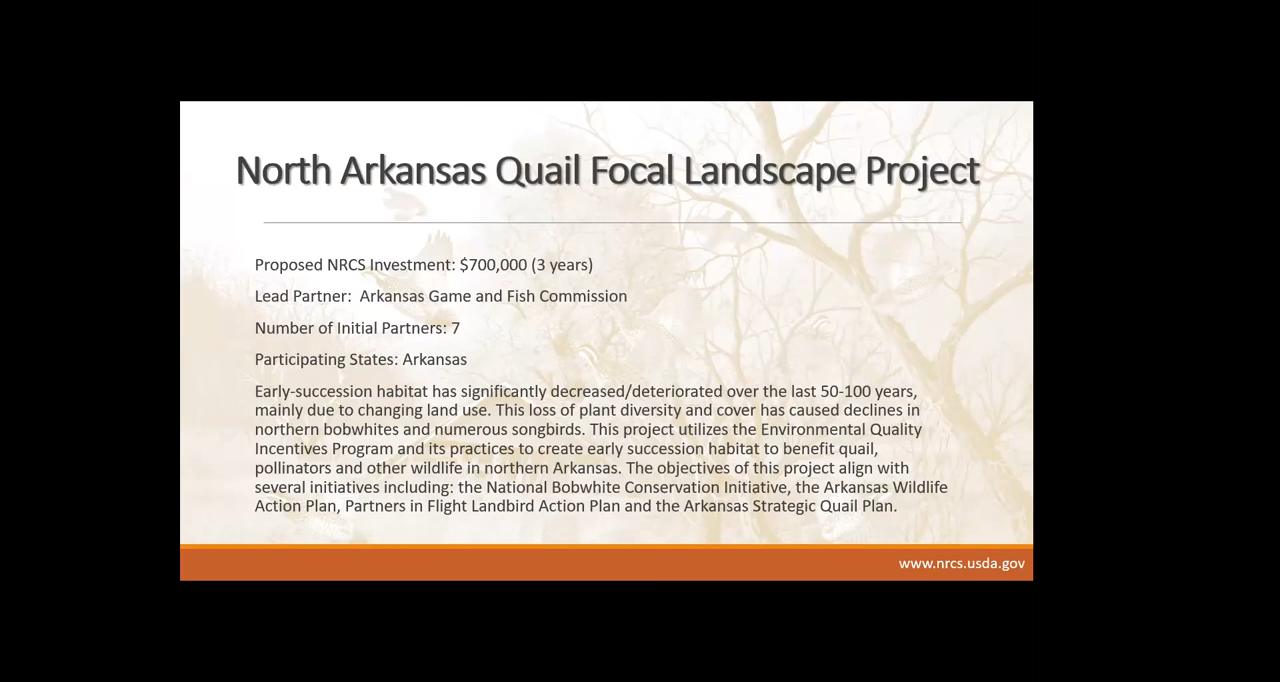 North Arkansas Quail Focal Landscape Project
Proposed NRCS Investment: $700,000 (3 years)
Lead Partner:  Arkansas Game and Fish Commission
Number of Initial Partners: 7
Participating States: Arkansas
Early-succession habitat has significantly decreased/deteriorated over the last 50-100 years,
mainly due to changing land use. This loss of plant diversity and cover has caused declines in
northern bobwhites and numerous songbirds. This project utilizes the Environmental Quality
Incentives Program and its practices to create early succession habitat to benefit quail,
pollinators and other wildlife in northern Arkansas. The objectives of this project align with
several initiatives including: the National Bobwhite Conservation Initiative, the Arkansas Wildlife
Action Plan, Partners in Flight Landbird Action Plan and the Arkansas Strategic Quail Plan.
www.nrcs.usda.gov